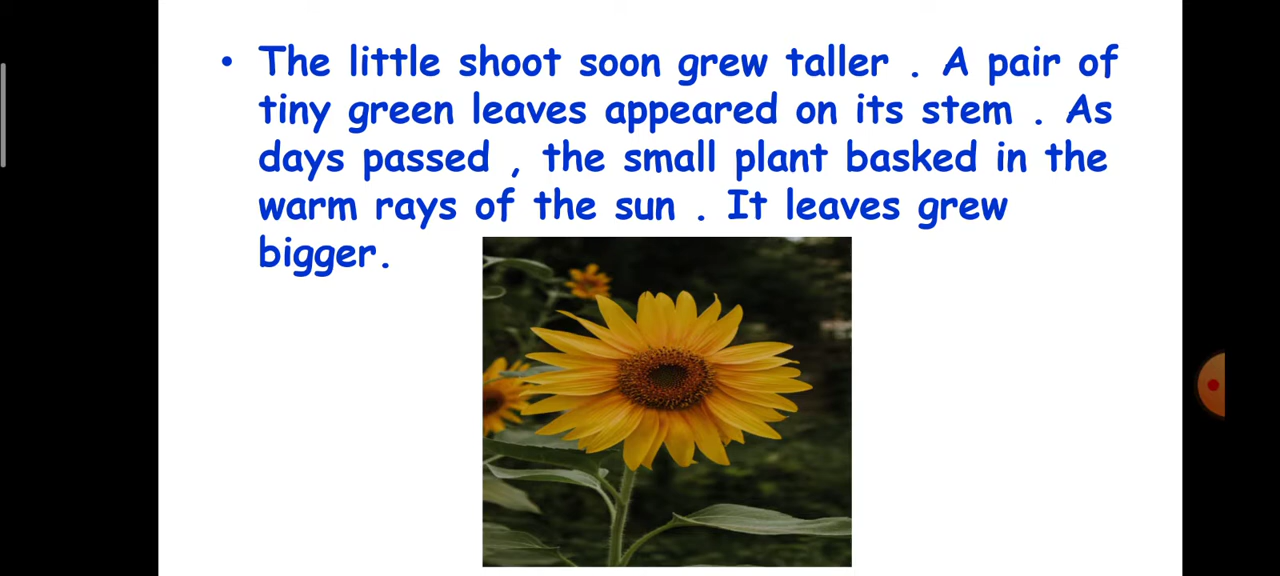 • The little shoot soon grew taller . A pair of
tiny green leaves appeared on its stem . As
days passed , the small plant basked in the
warm rays of the sun . It leaves grew
bigger.